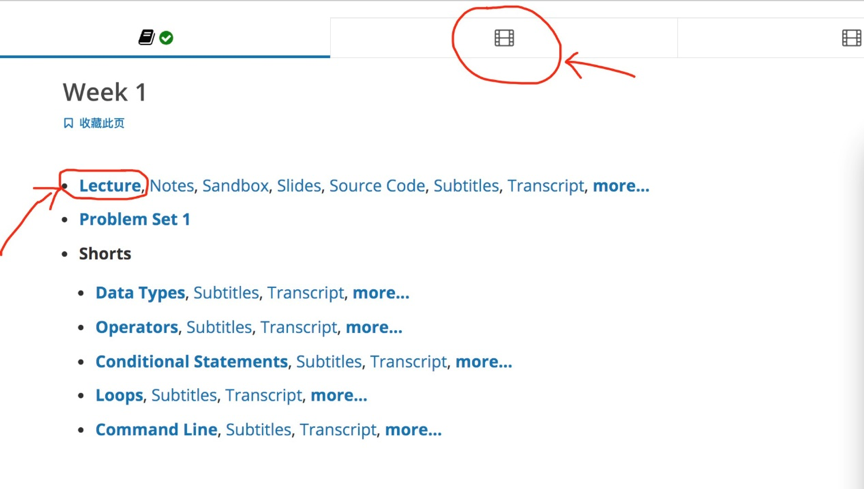 Week 1
收藏此页
Lecture, Notes, Sandbox, Slides, Source Code, Subtitles, Transcript, more...
Problem Set 1
Shorts
Data Types, Subtitles, Transcript, more...
Operators, Subtitles, Transcript, more...
Conditional Statements, Subtitles, Transcript, more...
Loops, Subtitles, Transcript, more...
Command Line, Subtitles, Transcript, more...